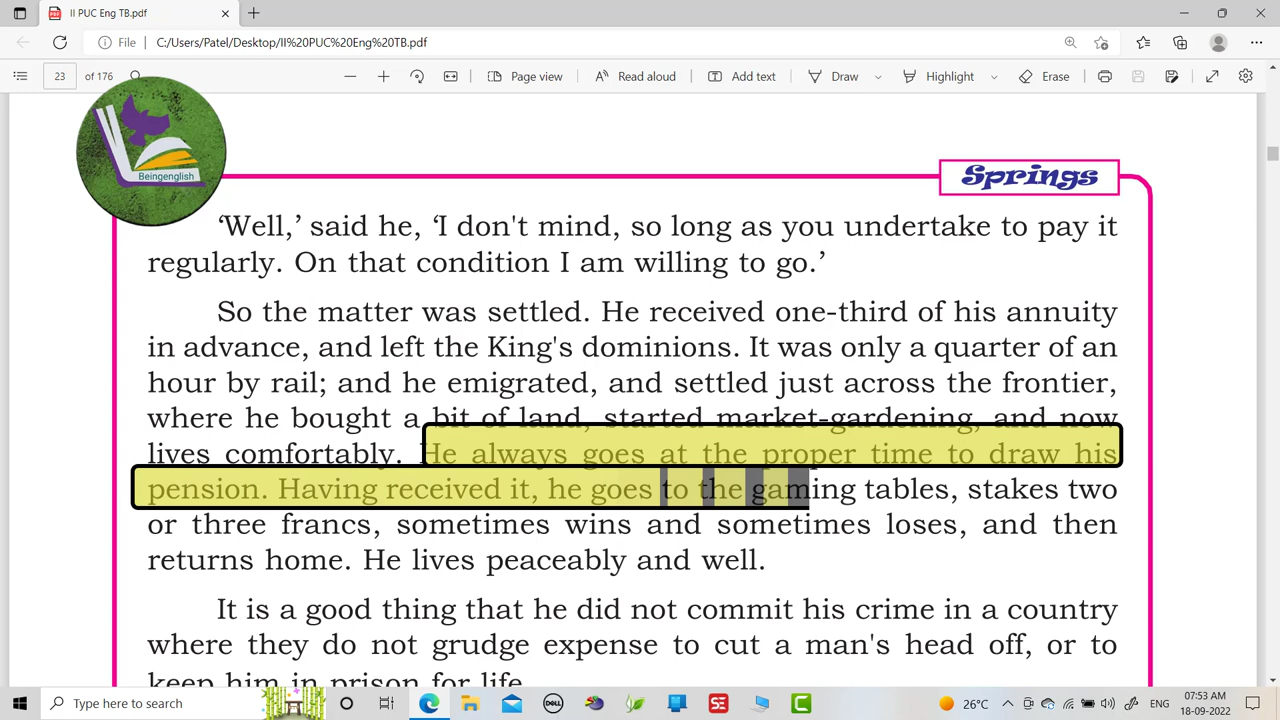 II PUC Eng TB.pdf
File C:/Users/Patel/Desktop/II%20PUC%20Eng%20TB.pdf
23 of 176 Page view Read aloud Add text Draw Highlight Erase
Beingenglish
Springs
‘Well,’ said he, ‘I don't mind, so long as you undertake to pay it
regularly. On that condition I am willing to go.’
So the matter was settled. He received one-third of his annuity
in advance, and left the King's dominions. It was only a quarter of an
hour by rail; and he emigrated, and settled just across the frontier,
where he bought a bit of land, started market-gardening, and now
lives comfortably. He always goes at the proper time to draw his
pension. Having received it, he goes to the gaming tables, stakes two
or three francs, sometimes wins and sometimes loses, and then
returns home. He lives peaceably and well.
It is a good thing that he did not commit his crime in a country
where they do not grudge expense to cut a man's head off, or to
keep him in prison for life.
Type here to search DELL SE C 26°C ENG 07:53 AM
18-09-2022